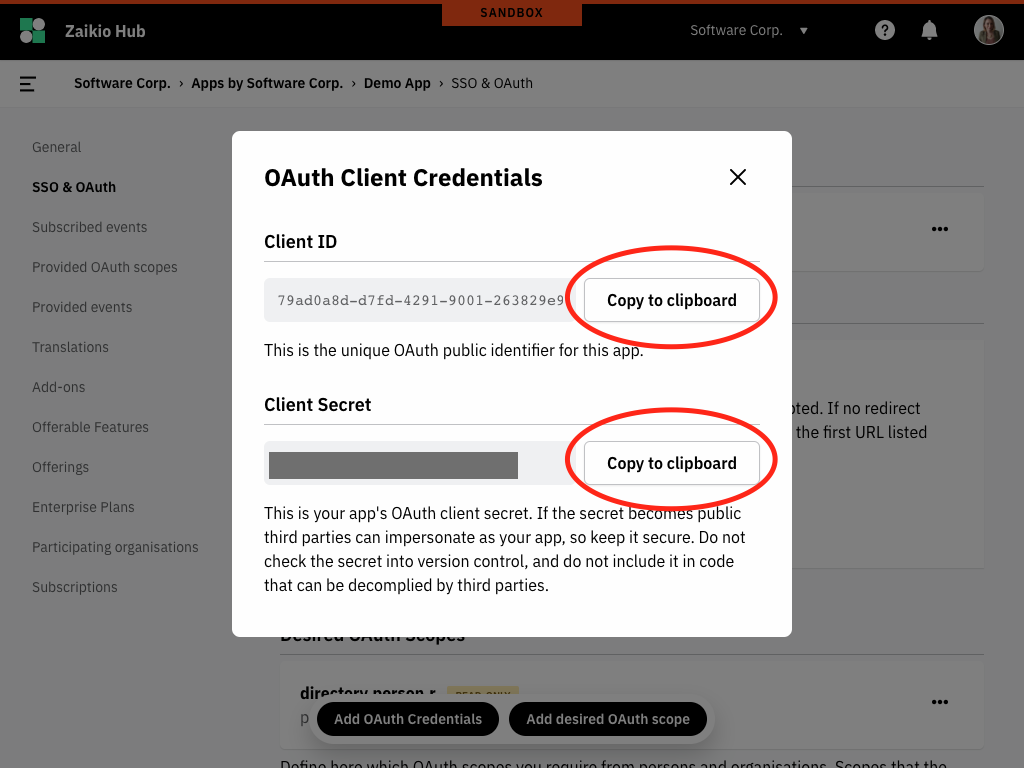 SANDBOX
Zaikio Hub
Software Corp. ▼
?
Software Corp. › Apps by Software Corp. › Demo App › SSO & OAuth
General
SSO & OAuth
Subscribed events
Provided OAuth scopes
Provided events
Translations
Add-ons
Offerable Features
Offerings
Enterprise Plans
Participating organisations
Subscriptions
OAuth Client Credentials
Client ID
79ad0a8d-d7fd-4291-9001-263829e9
Copy to clipboard
This is the unique OAuth public identifier for this app.
Client Secret
Copy to clipboard
This is your app's OAuth client secret. If the secret becomes public
third parties can impersonate as your app, so keep it secure. Do not
check the secret into version control, and do not include it in code
that can be decomplied by third parties.
If no redirect
the first URL listed
Desired OAuth Scopes
directory.person.r READ-ONLY
p
Add OAuth Credentials
Add desired OAuth scope
Define here which OAuth scopes you require from persons and organisations. Scopes that the